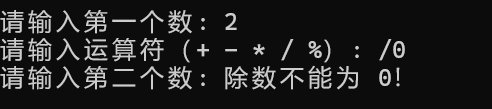 请输入第一个数: 2
请输入运算符 (+ - * / %) : /0
请输入第二个数: 除数不能为 0!